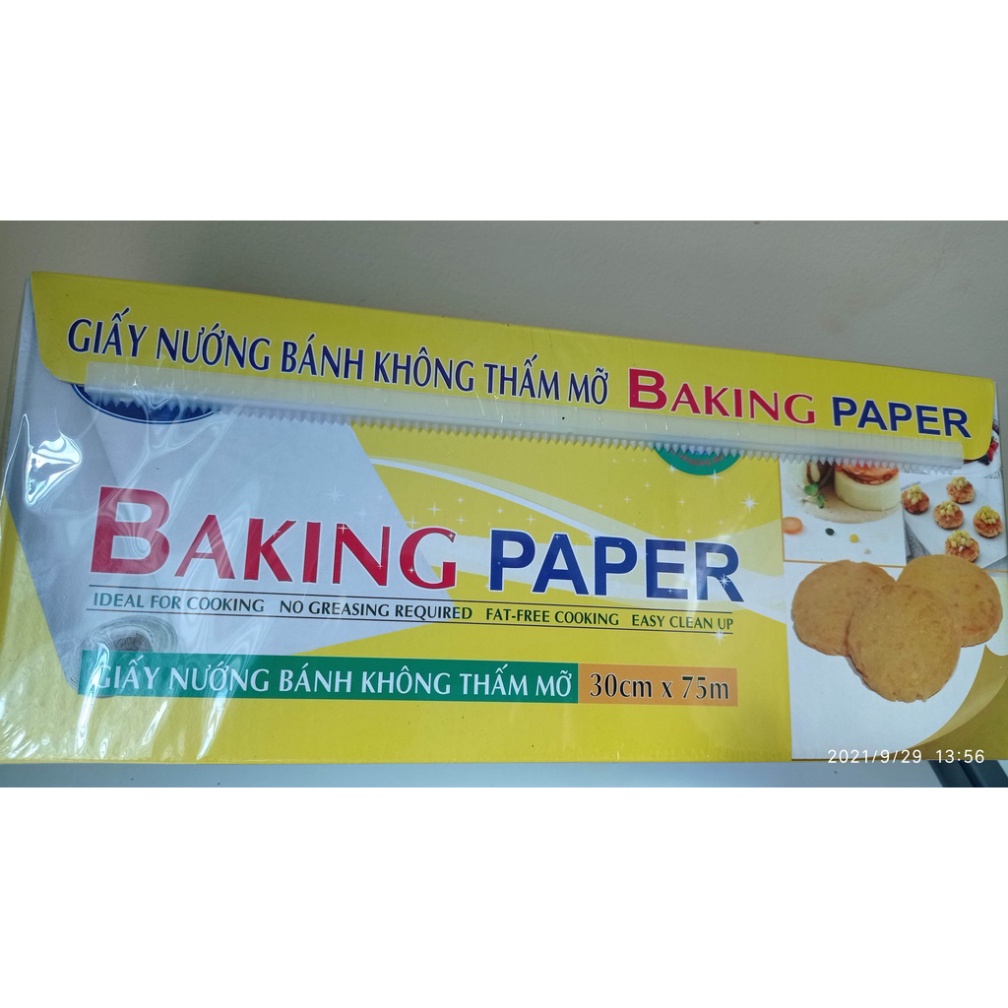 GIẤY NƯỚNG BÁNH KHÔNG THẤM MỠ BAKING PAPER
BAKING PAPER
IDEAL FOR COOKING NO GREASING REQUIRED FAT-FREE COOKING EASY CLEAN UP
GIẤY NƯỚNG BÁNH KHÔNG THẤM MỠ 30cm x 75m
2021/9/29 13:56